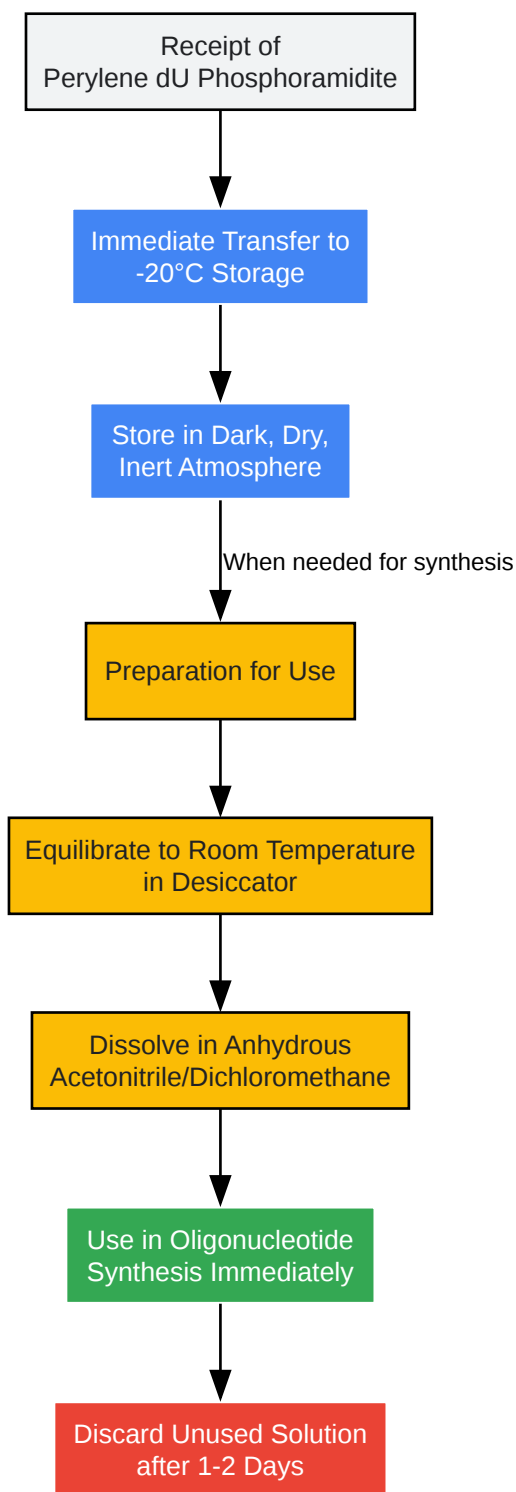 Receipt of
Perylene dU Phosphoramidite
Immediate Transfer to
-20°C Storage
Store in Dark, Dry,
Inert Atmosphere
When needed for synthesis
Preparation for Use
Equilibrate to Room Temperature
in Desiccator
Dissolve in Anhydrous
Acetonitrile/Dichloromethane
Use in Oligonucleotide
Synthesis Immediately
Discard Unused Solution
after 1-2 Days